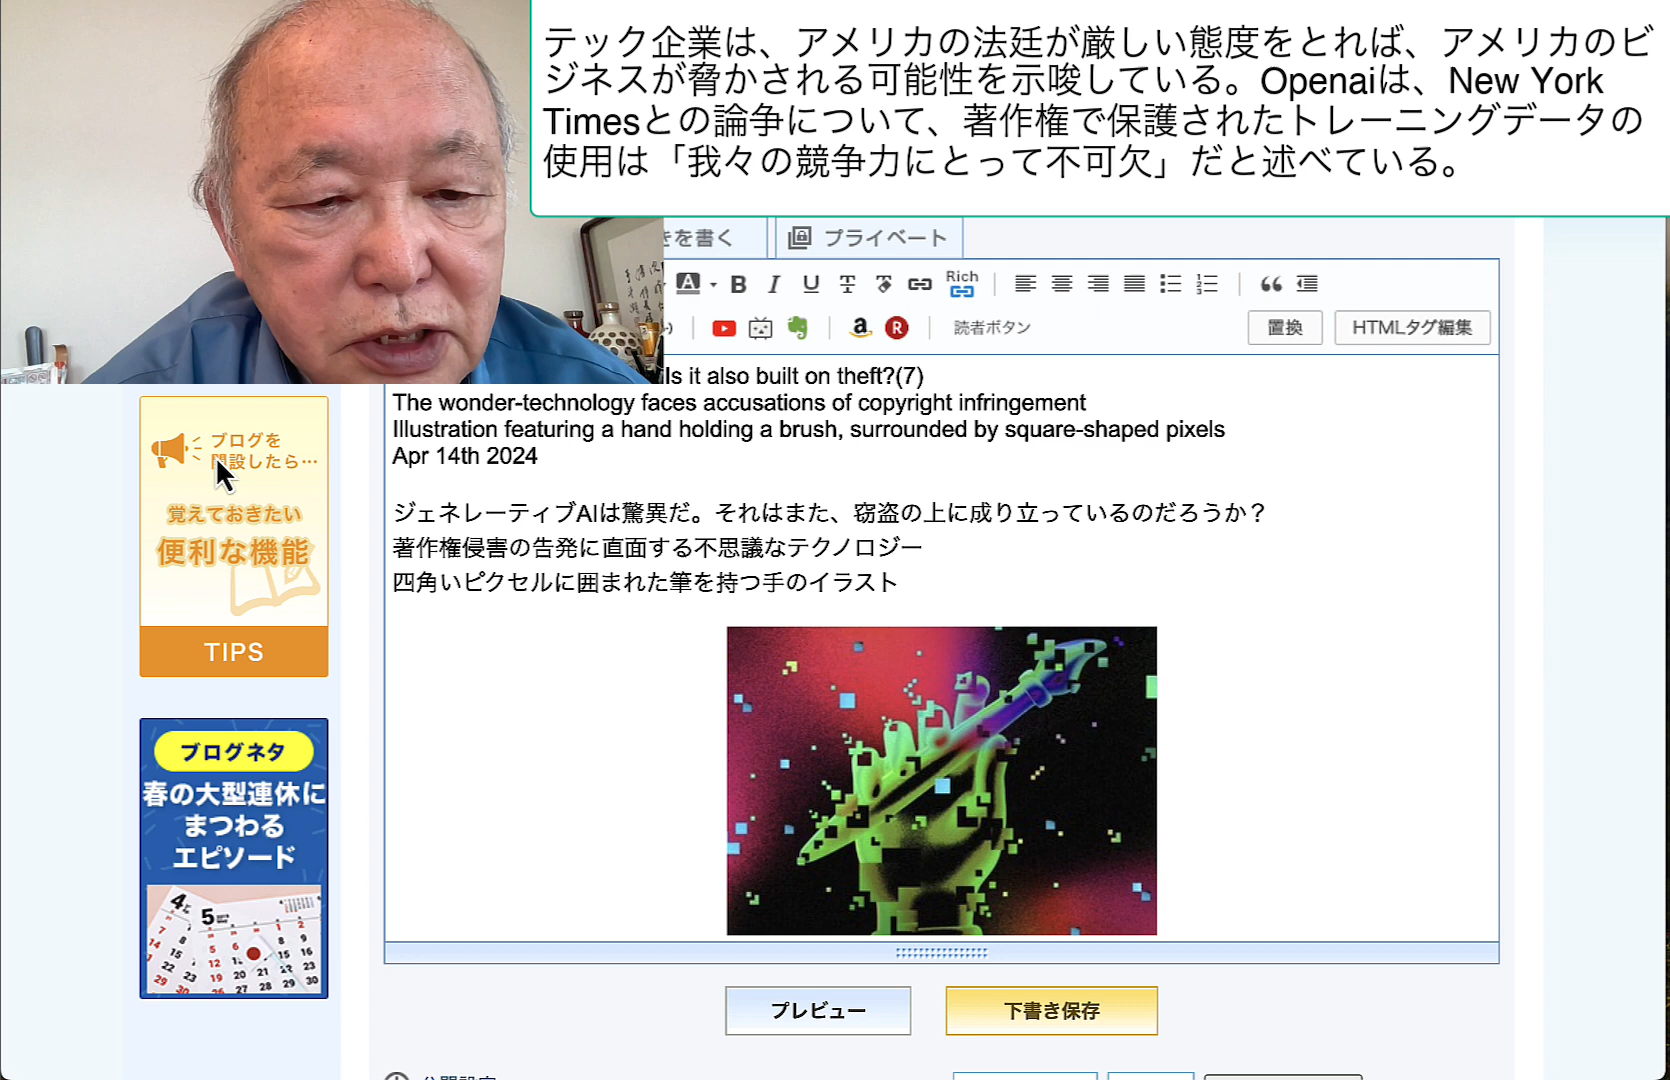 テック企業は、アメリカの法廷が厳しい態度をとれば、アメリカのビ
ジネスが脅かされる可能性を示唆している。Openaiは、New York
Timesとの論争について、著作権で保護されたトレーニングデータの
使用は「我々の競争力にとって不可欠」だと述べている。
きを書く
プライベート
A B I U T Rich
a R 読者ボタン 置換 HTMLタグ編集
Is it also built on theft?(7)
The wonder-technology faces accusations of copyright infringement
Illustration featuring a hand holding a brush, surrounded by square-shaped pixels
Apr 14th 2024
ジェネレーティブAIは驚異だ。それはまた、窃盗の上に成り立っているのだろうか？
著作権侵害の告発に直面する不思議なテクノロジー
四角いピクセルに囲まれた筆を持つ手のイラスト
ブログを
開設したら…
覚えておきたい
便利な機能
TIPS
ブログネタ
春の大型連休に
まつわる
エピソード
4
5
プレビュー
下書き保存